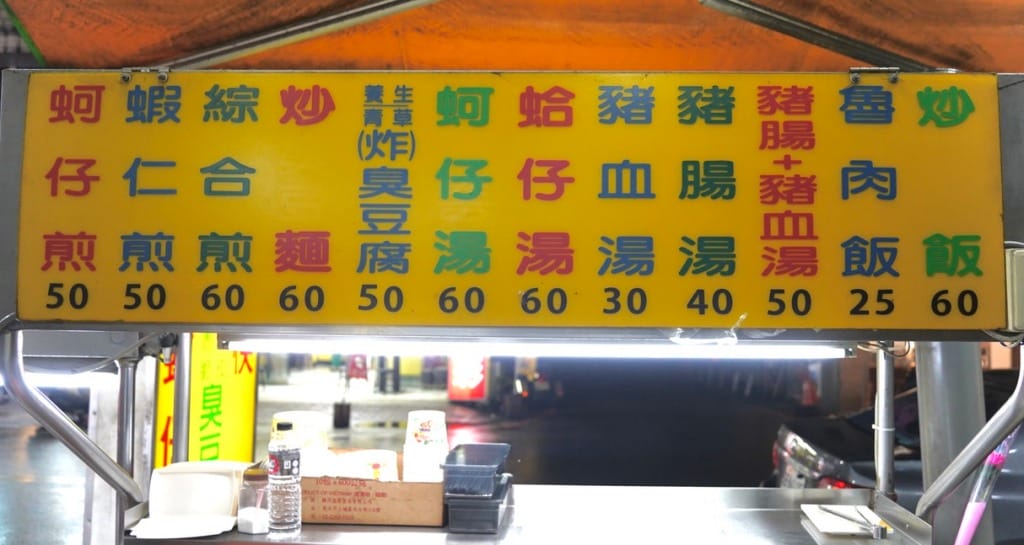 蚵仔煎 50
蝦仁煎 50
綜合煎 60
炒麵 60
養生青草(炸)臭豆腐 50
蚵仔湯 60
蛤仔湯 60
豬血湯 30
豬腸湯 40
豬腸+豬血湯 50
魯肉飯 25
炒飯 60
臭